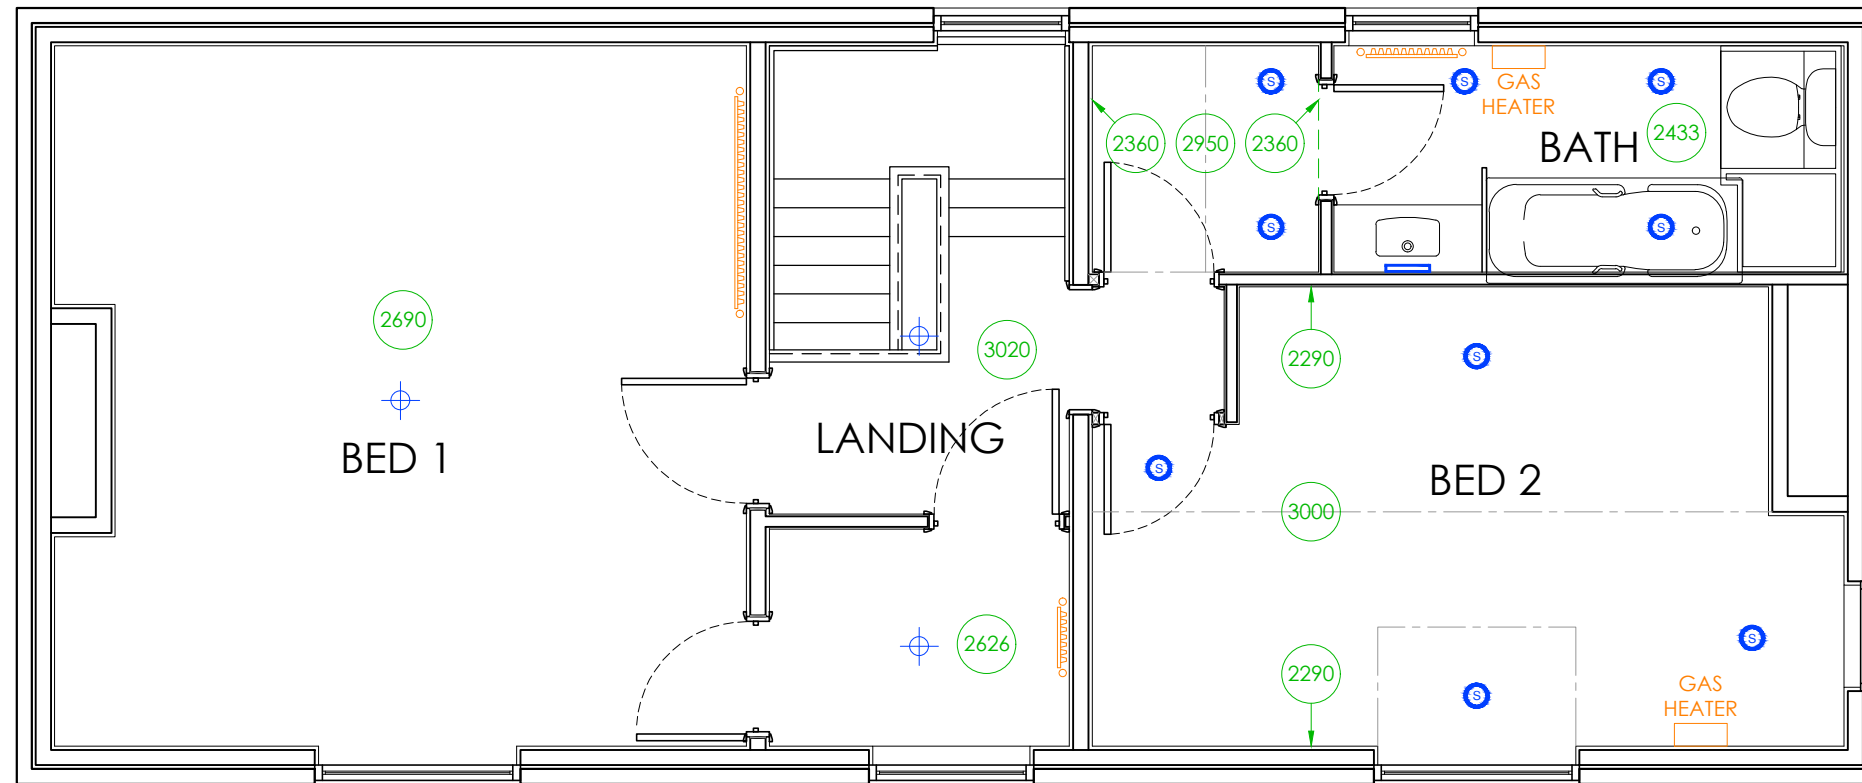 S
S
S
GAS
HEATER
2360
2950
2360
BATH
2433
S
S
2690
3020
2290
S
BED 1
LANDING
S
BED 2
3000
2626
S
2290
S
GAS
HEATER